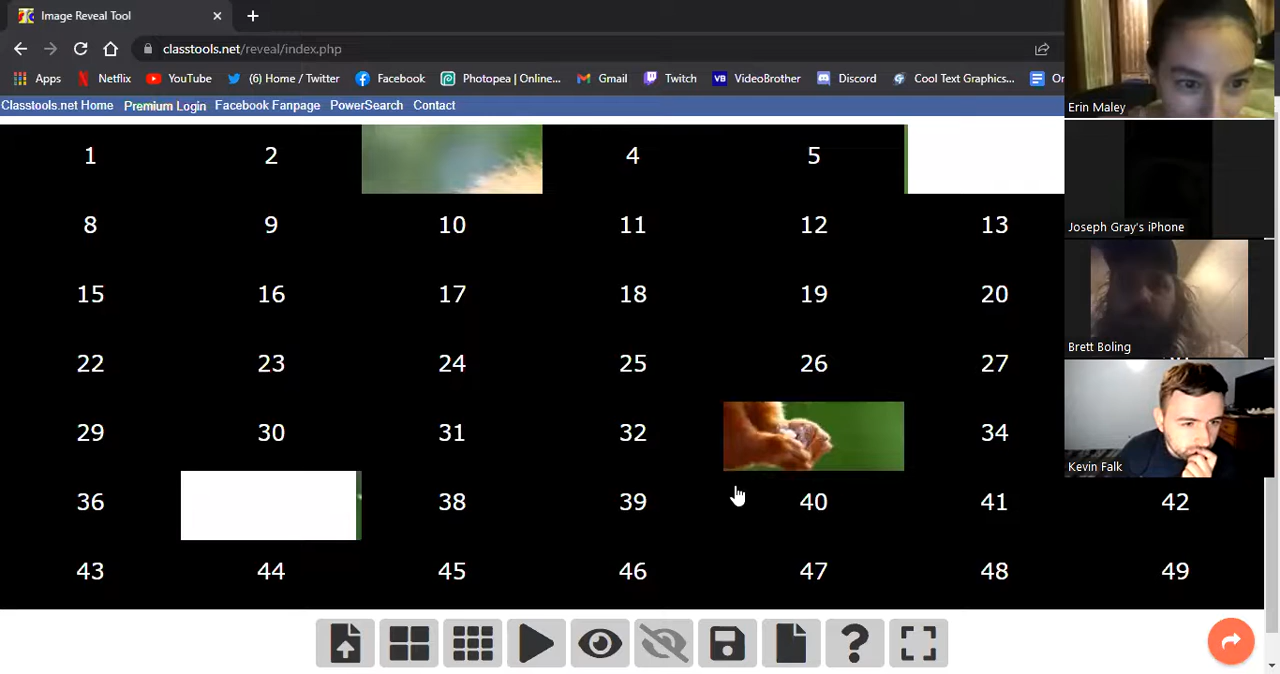 Image Reveal Tool
classtools.net/reveal/index.php
Apps Netflix YouTube (6) Home / Twitter Facebook Photopea | Online... Gmail Twitch VB VideoBrother Discord Cool Text Graphics... On
Classtools.net Home Premium Login Facebook Fanpage PowerSearch Contact
Erin Maley
1 2 4 5
8 9 10 11 12 13
Joseph Gray's iPhone
15 16 17 18 19 20
Brett Boling
22 23 24 25 26 27
29 30 31 32 34
Kevin Falk
36 38 39 40 41 42
43 44 45 46 47 48 49
?